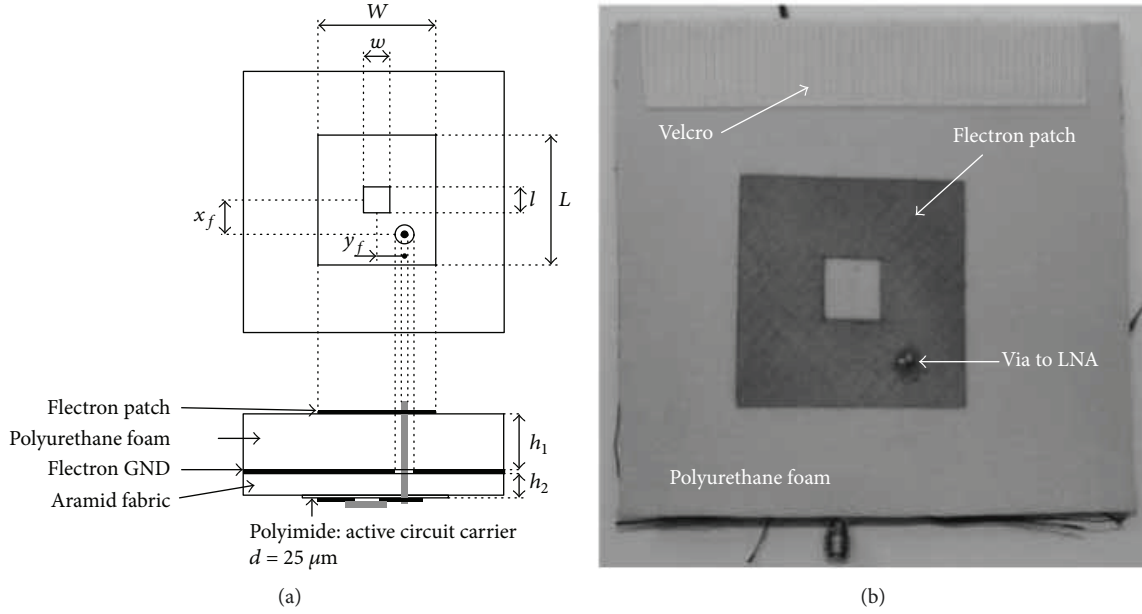 W
w
l
L
x_f
y_f
Flectron patch
Polyurethane foam
Flectron GND
Aramid fabric
h_1
h_2
Polyimide: active circuit carrier
d = 25 μm
(a)
Velcro
Flectron patch
Via to LNA
Polyurethane foam
(b)